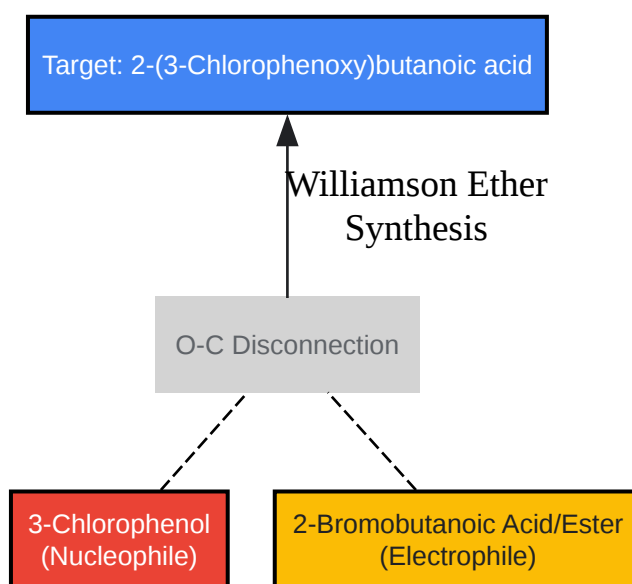 Target: 2-(3-Chlorophenoxy)butanoic acid
Williamson Ether
Synthesis
O-C Disconnection
3-Chlorophenol
(Nucleophile)
2-Bromobutanoic Acid/Ester
(Electrophile)